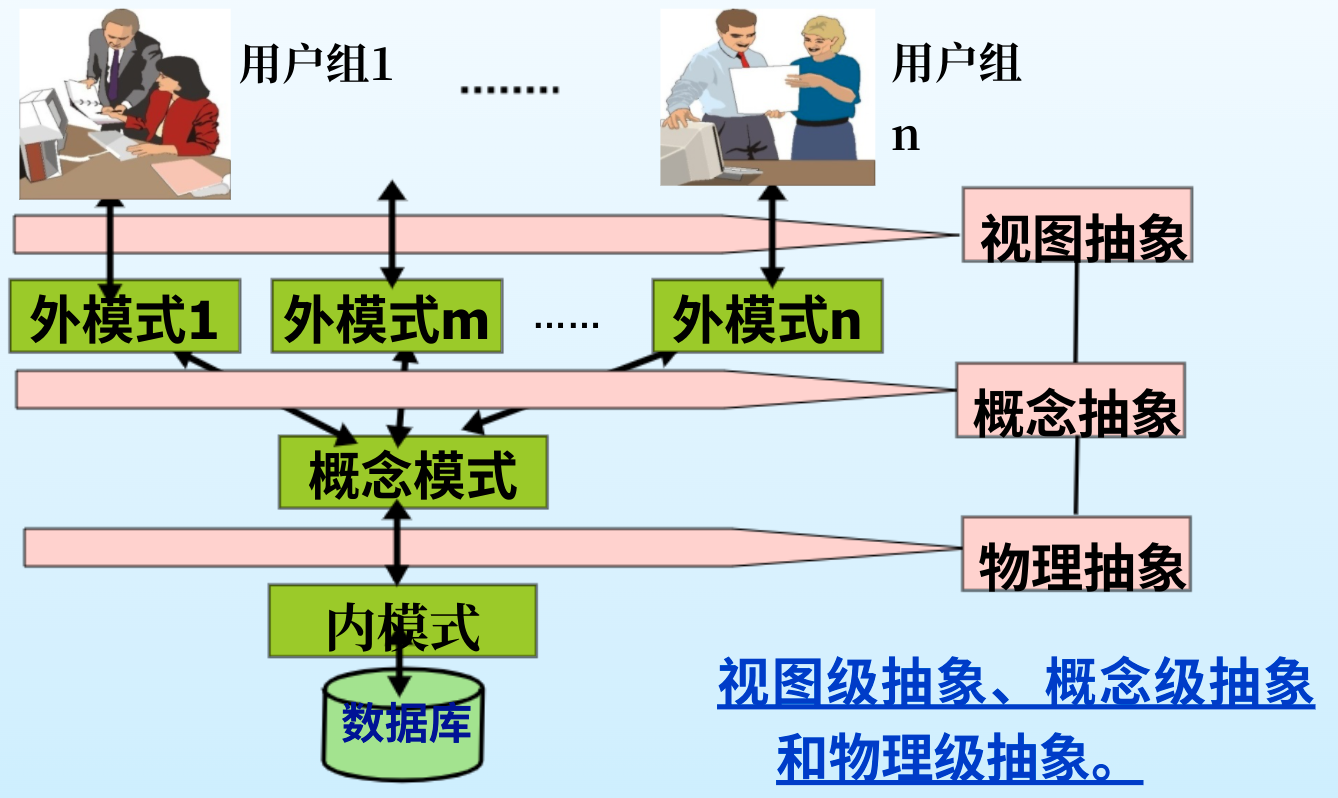 用户组1
········
用户组
n
视图抽象
外模式1
外模式m
……
外模式n
概念抽象
概念模式
物理抽象
内模式
数据库
视图级抽象、概念级抽象
和物理级抽象。